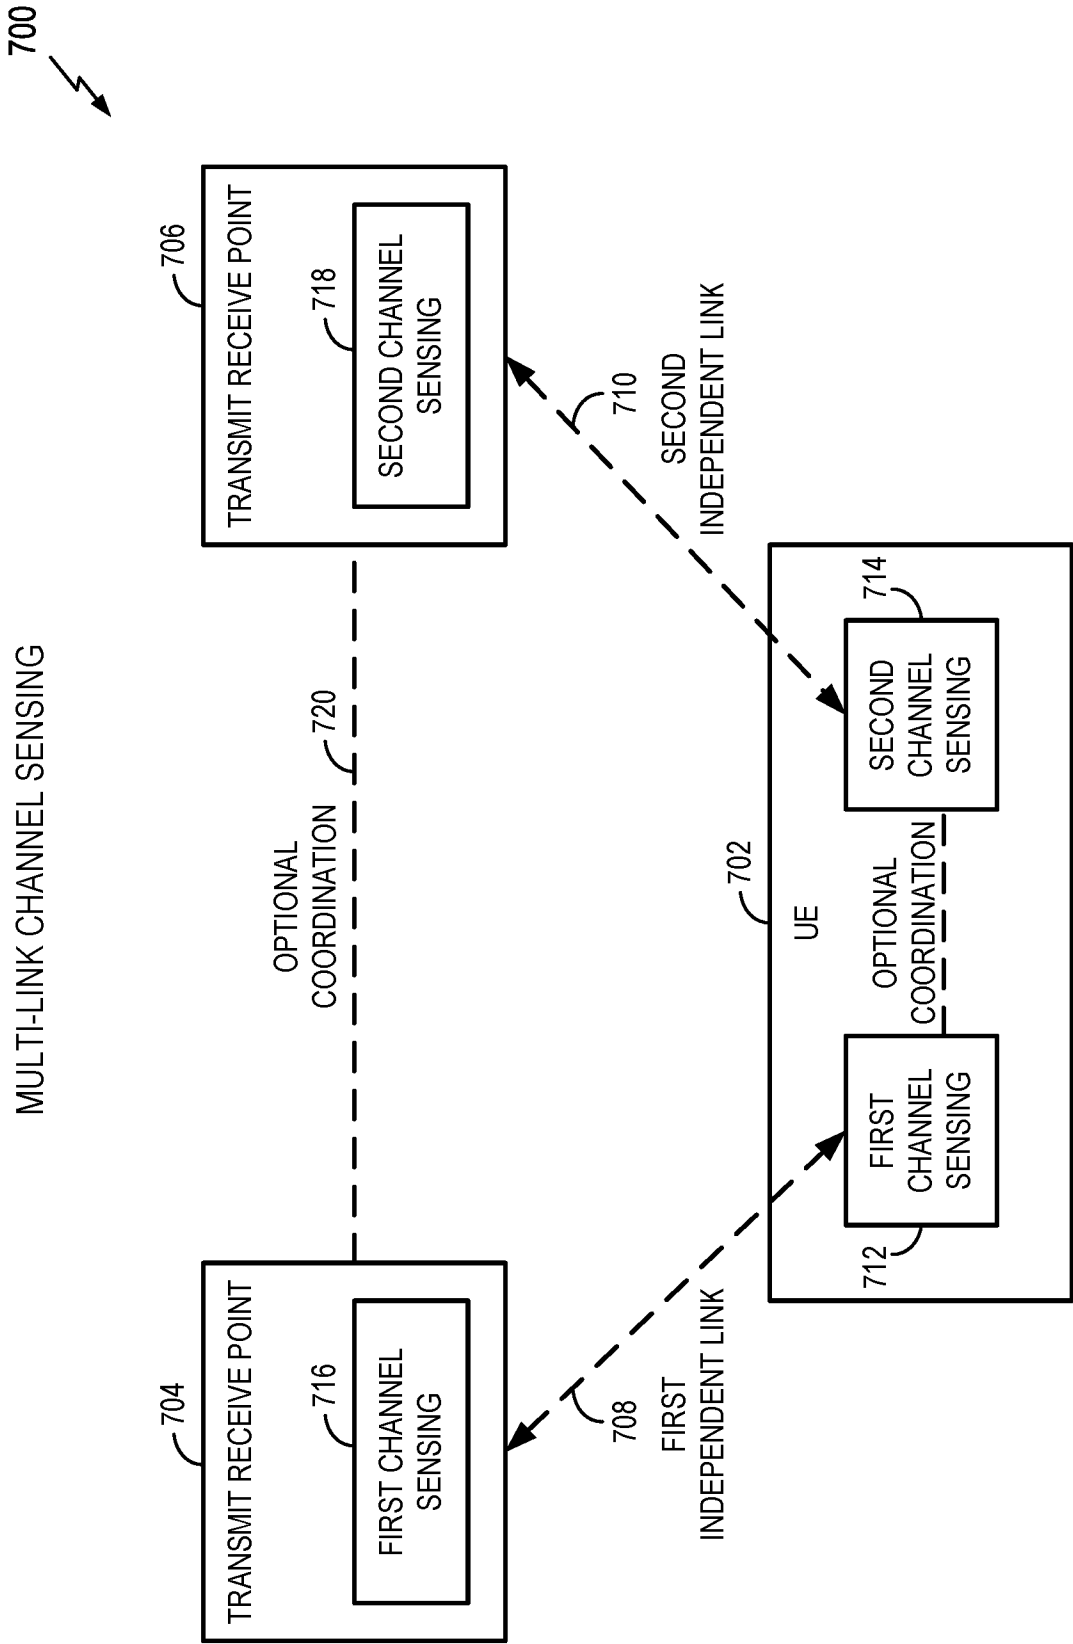 MULTI-LINK CHANNEL SENSING
700
704
TRANSMIT RECEIVE POINT
716
FIRST CHANNEL
SENSING
OPTIONAL
COORDINATION
720
706
TRANSMIT RECEIVE POINT
718
SECOND CHANNEL
SENSING
708
FIRST
INDEPENDENT LINK
710
SECOND
INDEPENDENT LINK
702
UE
712
FIRST
CHANNEL
SENSING
OPTIONAL
COORDINATION
714
SECOND
CHANNEL
SENSING